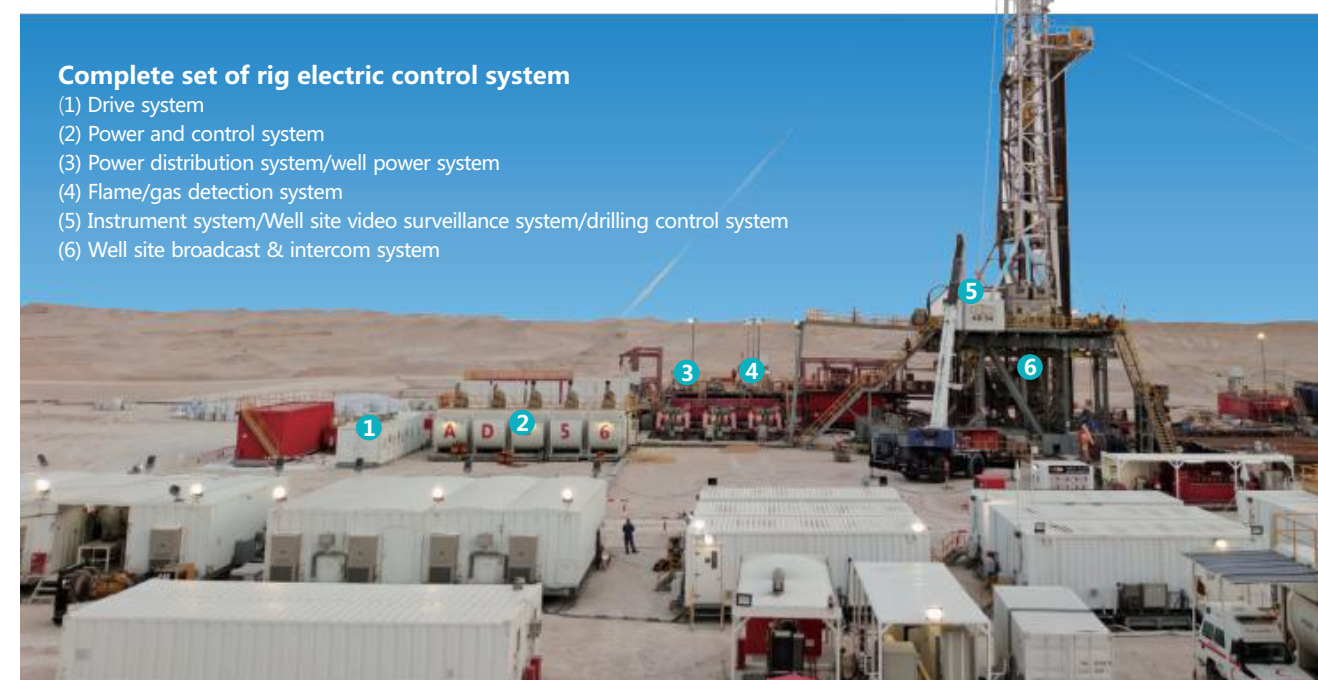 Complete set of rig electric control system
(1) Drive system
(2) Power and control system
(3) Power distribution system/well power system
(4) Flame/gas detection system
(5) Instrument system/Well site video surveillance system/drilling control system
(6) Well site broadcast & intercom system
5
6
3
4
1
2
A D 5 6